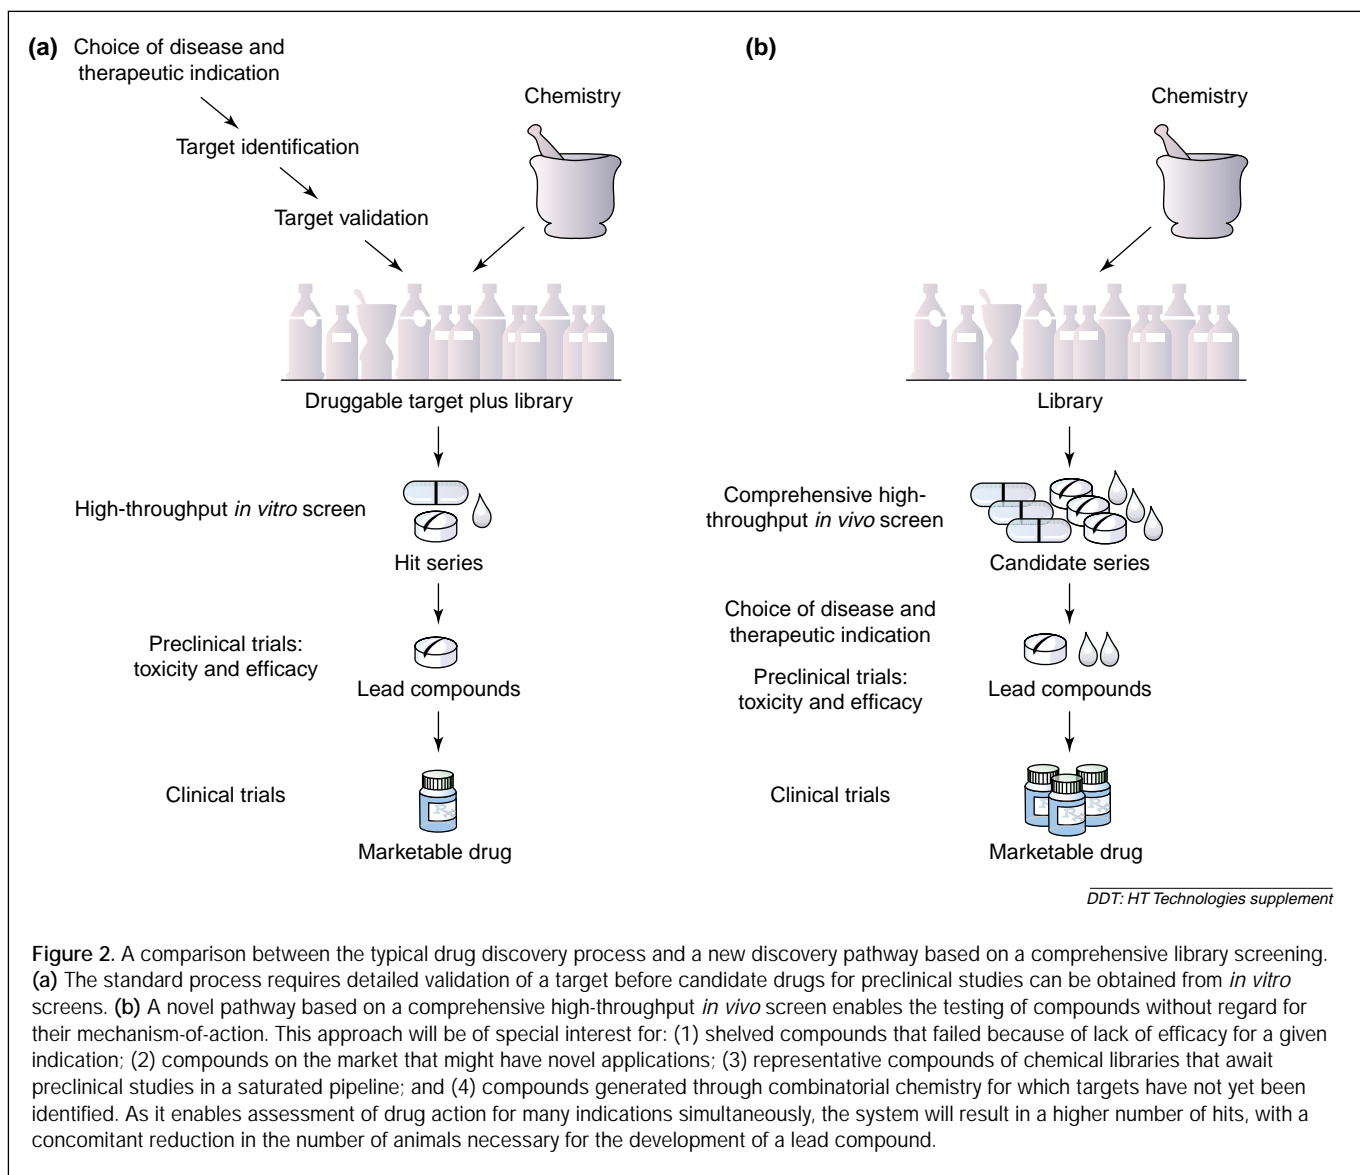 (a) Choice of disease and
therapeutic indication
Target identification
Target validation
Chemistry
Druggable target plus library
High-throughput in vitro screen
Hit series
Preclinical trials:
toxicity and efficacy
Lead compounds
Clinical trials
Rx
Marketable drug
(b)
Chemistry
Library
Comprehensive high-
throughput in vivo screen
Candidate series
Choice of disease and
therapeutic indication
Preclinical trials:
toxicity and efficacy
Lead compounds
Clinical trials
Rx
Marketable drug
DDT: HT Technologies supplement
Figure 2. A comparison between the typical drug discovery process and a new discovery pathway based on a comprehensive library screening.
(a) The standard process requires detailed validation of a target before candidate drugs for preclinical studies can be obtained from in vitro
screens. (b) A novel pathway based on a comprehensive high-throughput in vivo screen enables the testing of compounds without regard for
their mechanism-of-action. This approach will be of special interest for: (1) shelved compounds that failed because of lack of efficacy for a given
indication; (2) compounds on the market that might have novel applications; (3) representative compounds of chemical libraries that await
preclinical studies in a saturated pipeline; and (4) compounds generated through combinatorial chemistry for which targets have not yet been
identified. As it enables assessment of drug action for many indications simultaneously, the system will result in a higher number of hits, with a
concomitant reduction in the number of animals necessary for the development of a lead compound.